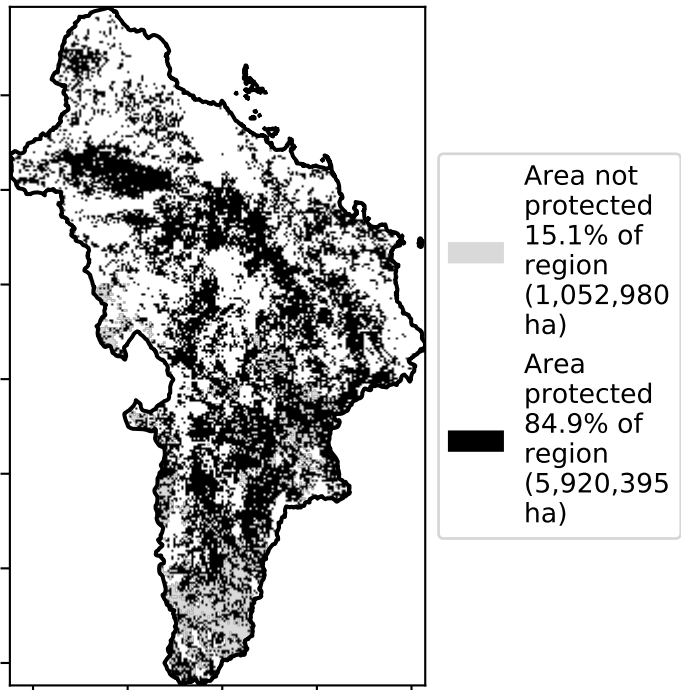 Area not
protected
15.1% of
region
(1,052,980
ha)
Area
protected
84.9% of
region
(5,920,395
ha)